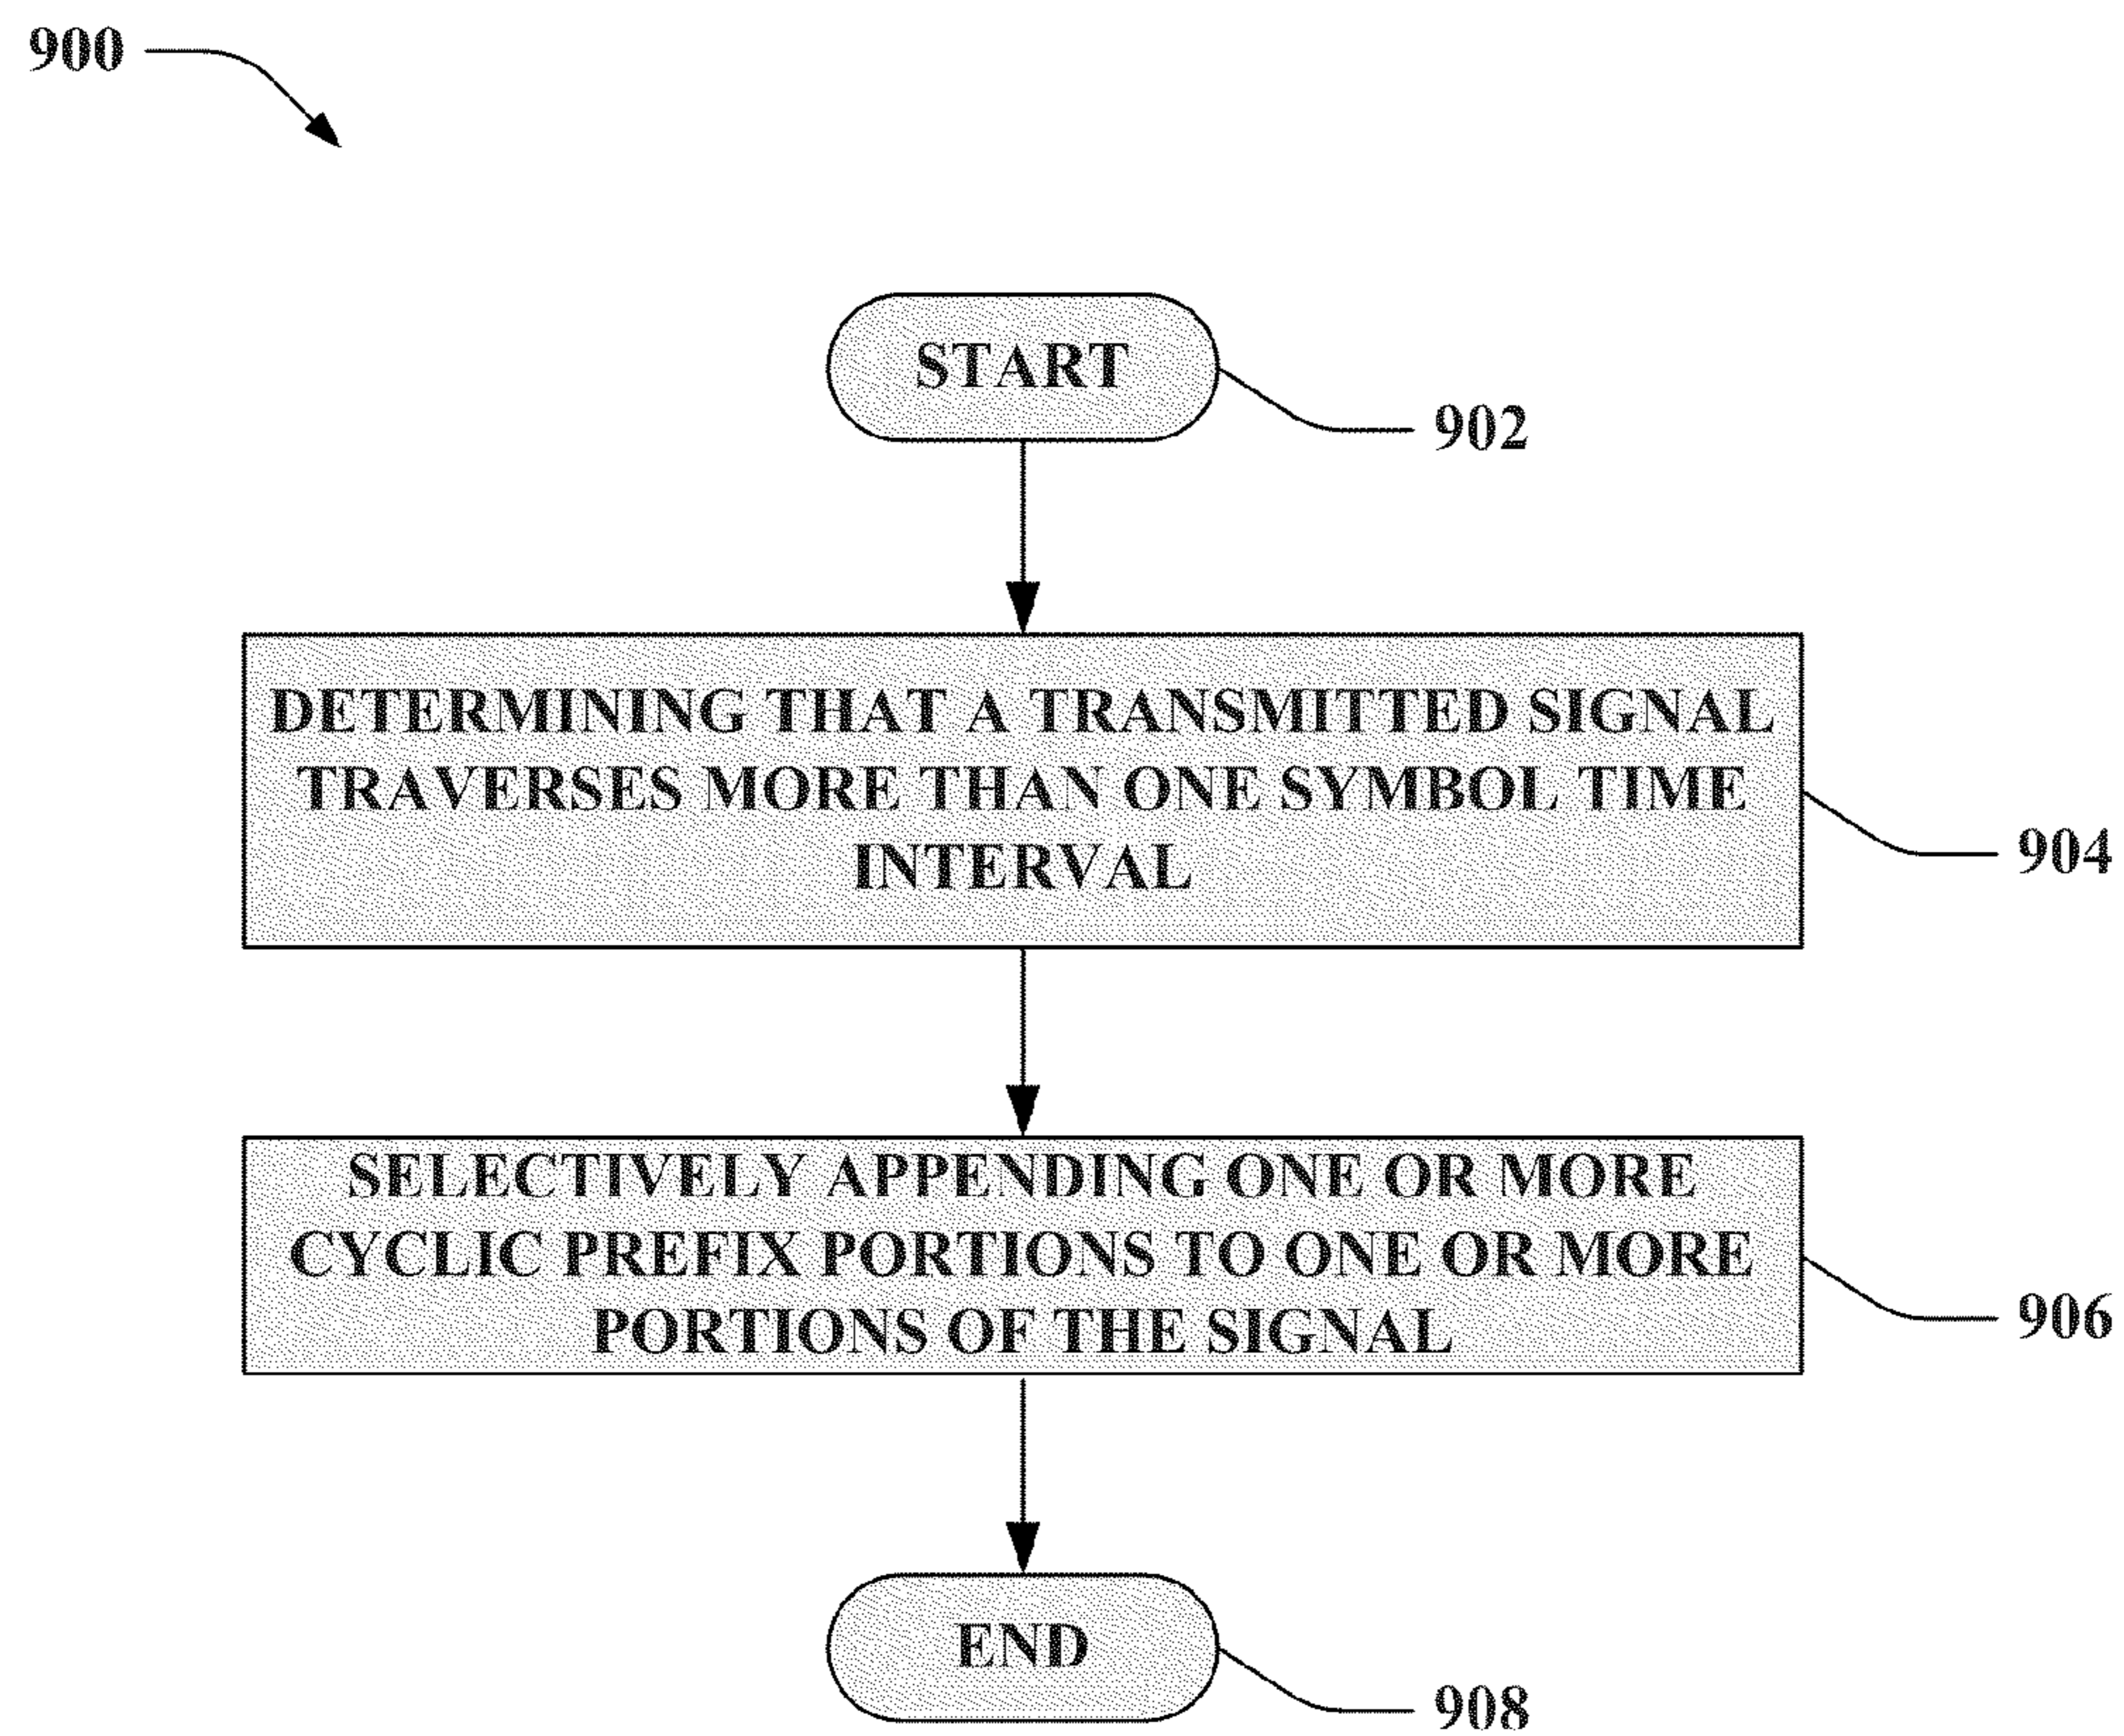 900
START
902
DETERMINING THAT A TRANSMITTED SIGNAL
TRAVERSES MORE THAN ONE SYMBOL TIME
INTERVAL
904
SELECTIVELY APPENDING ONE OR MORE
CYCLIC PREFIX PORTIONS TO ONE OR MORE
PORTIONS OF THE SIGNAL
906
END
908